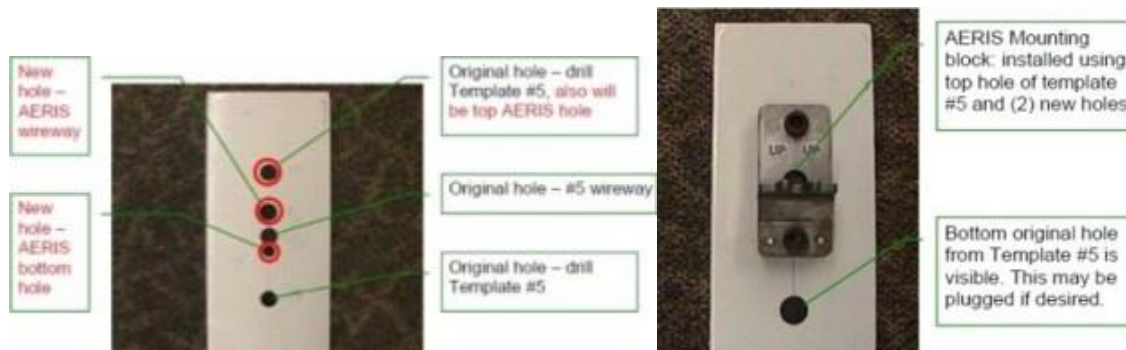 New
hole –
AERIS
wireway
New
hole –
AERIS
bottom
hole
Original hole – drill
Template #5, also will
be top AERIS hole
Original hole – #5 wireway
Original hole – drill
Template #5
AERIS Mounting
block: installed using
top hole of template
#5 and (2) new holes
UP UP
Bottom original hole
from Template #5 is
visible. This may be
plugged if desired.